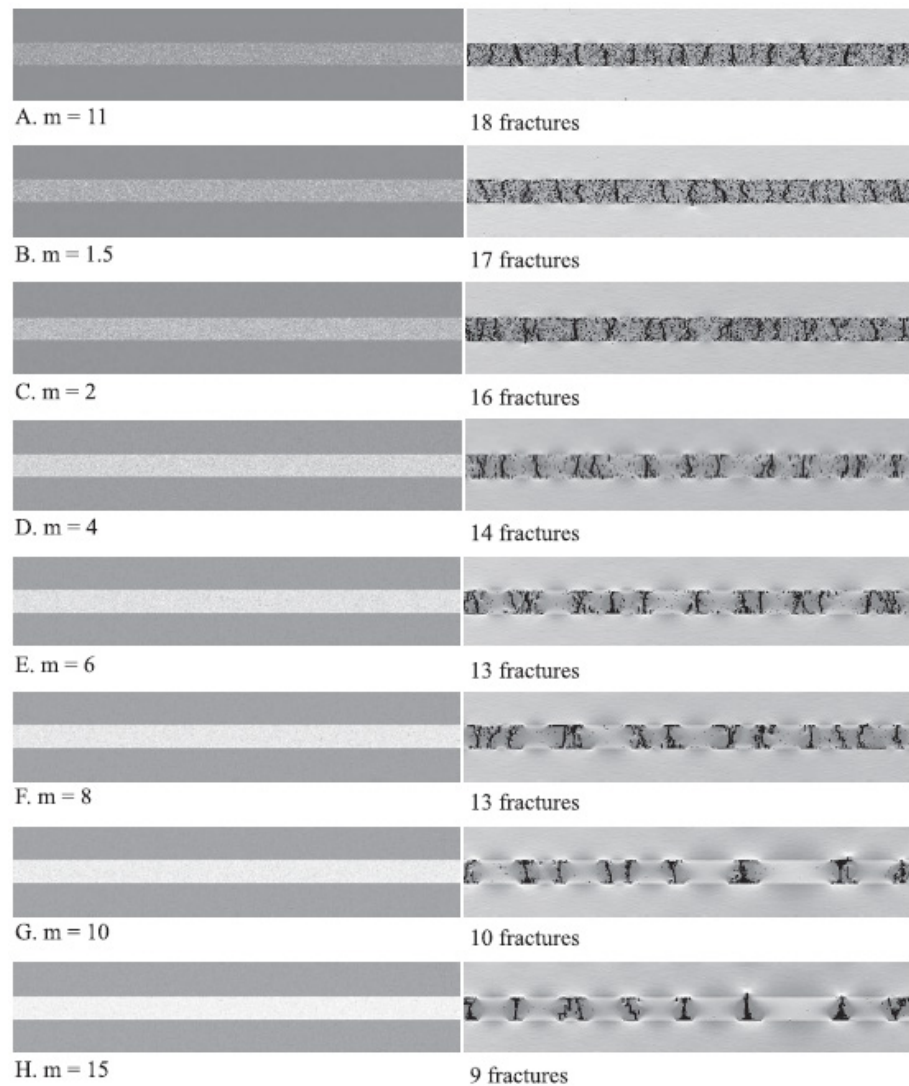 A. m = 11
18 fractures
B. m = 1.5
17 fractures
C. m = 2
16 fractures
D. m = 4
14 fractures
E. m = 6
13 fractures
F. m = 8
13 fractures
G. m = 10
10 fractures
H. m = 15
9 fractures